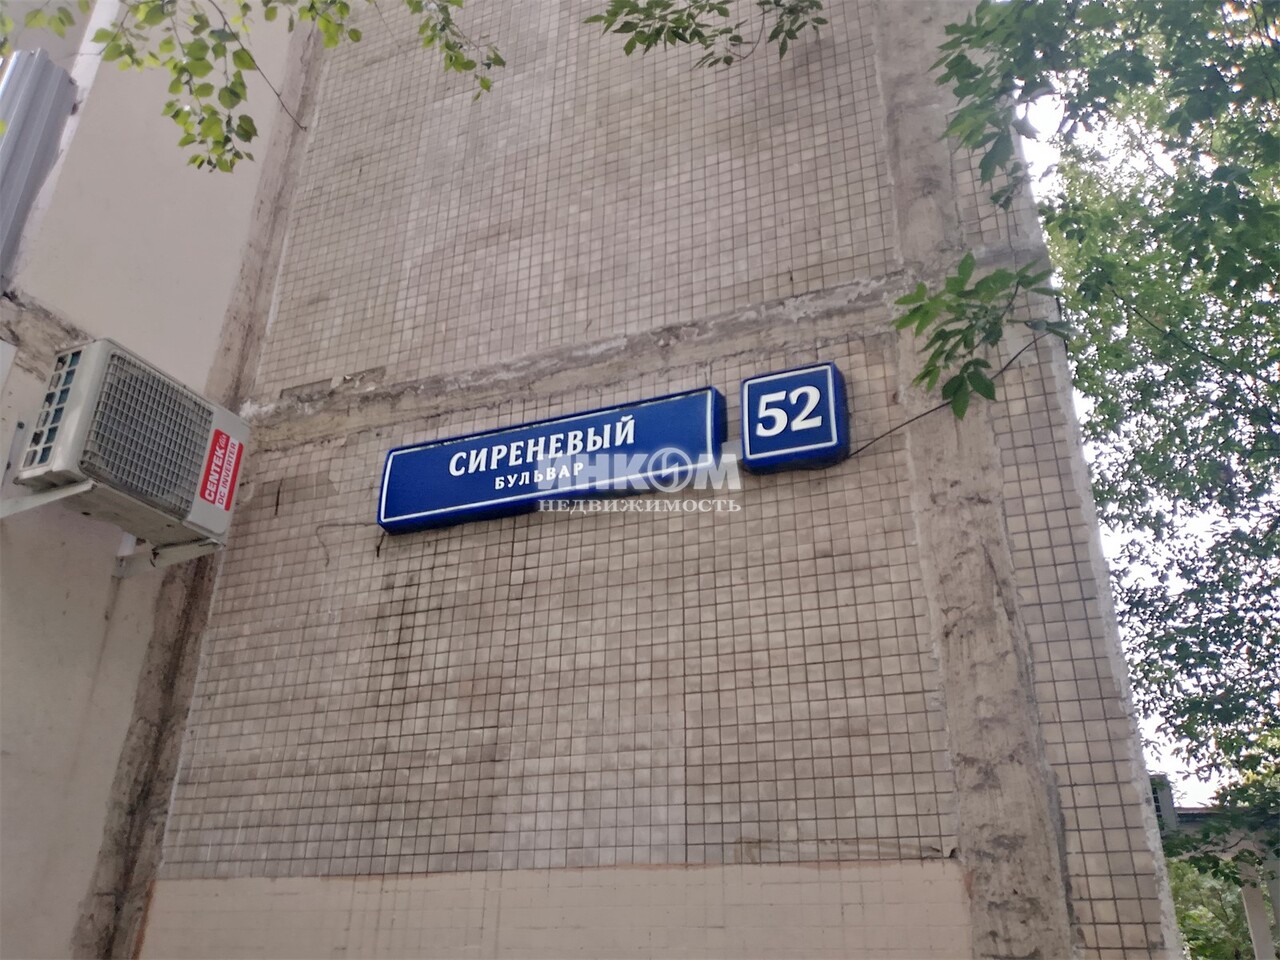 СИРЕНЕВЫЙ
БУЛЬВАР
52
ИНКОМ
НЕДВИЖИМОСТЬ
CENTEK
DC INVERTER